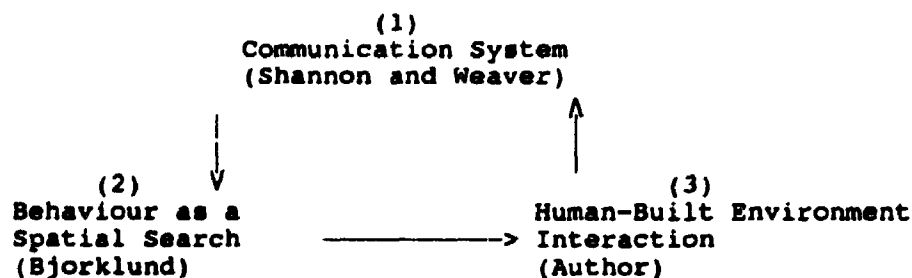 (1)
Communication System
(Shannon and Weaver)
(2)
Behaviour as a
Spatial Search
(Bjorklund)
(3)
Human-Built Environment
Interaction
(Author)